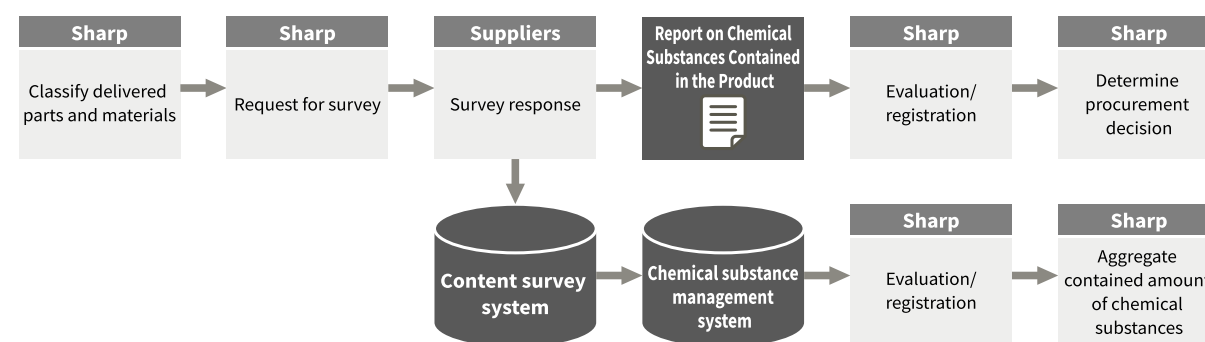 Sharp
Classify delivered
parts and materials
Sharp
Request for survey
Suppliers
Survey response
Report on Chemical
Substances Contained
in the Product
Sharp
Evaluation/
registration
Sharp
Determine
procurement
decision
Content survey
system
Chemical substance
management
system
Sharp
Evaluation/
registration
Sharp
Aggregate
contained amoun
of chemical
substances